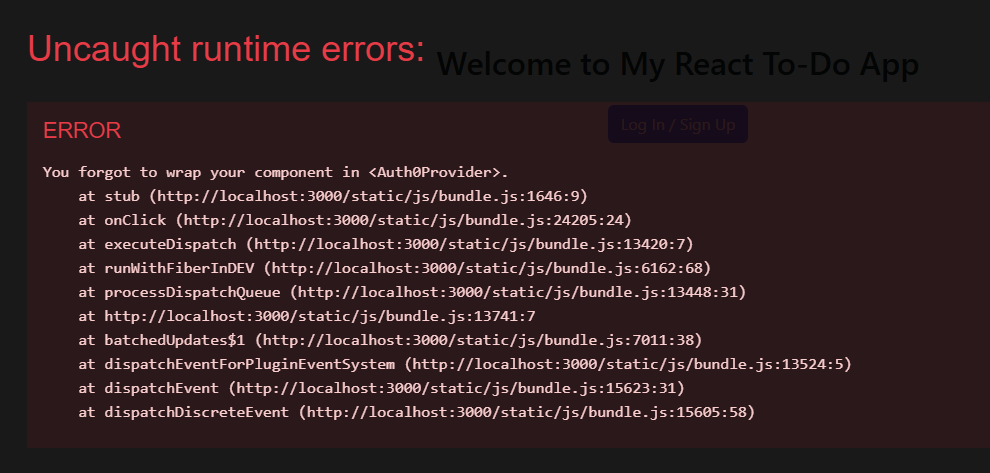 Uncaught runtime errors:
Welcome to My React To-Do App
Log In / Sign Up
ERROR
You forgot to wrap your component in <Auth0Provider>.
at stub (http://localhost:3000/static/js/bundle.js:1646:9)
at onClick (http://localhost:3000/static/js/bundle.js:24205:24)
at executeDispatch (http://localhost:3000/static/js/bundle.js:13420:7)
at runWithFiberInDEV (http://localhost:3000/static/js/bundle.js:6162:68)
at processDispatchQueue (http://localhost:3000/static/js/bundle.js:13448:31)
at http://localhost:3000/static/js/bundle.js:13741:7
at batchedUpdates$1 (http://localhost:3000/static/js/bundle.js:7011:38)
at dispatchEventForPluginEventSystem (http://localhost:3000/static/js/bundle.js:13524:5)
at dispatchEvent (http://localhost:3000/static/js/bundle.js:15623:31)
at dispatchDiscreteEvent (http://localhost:3000/static/js/bundle.js:15605:58)